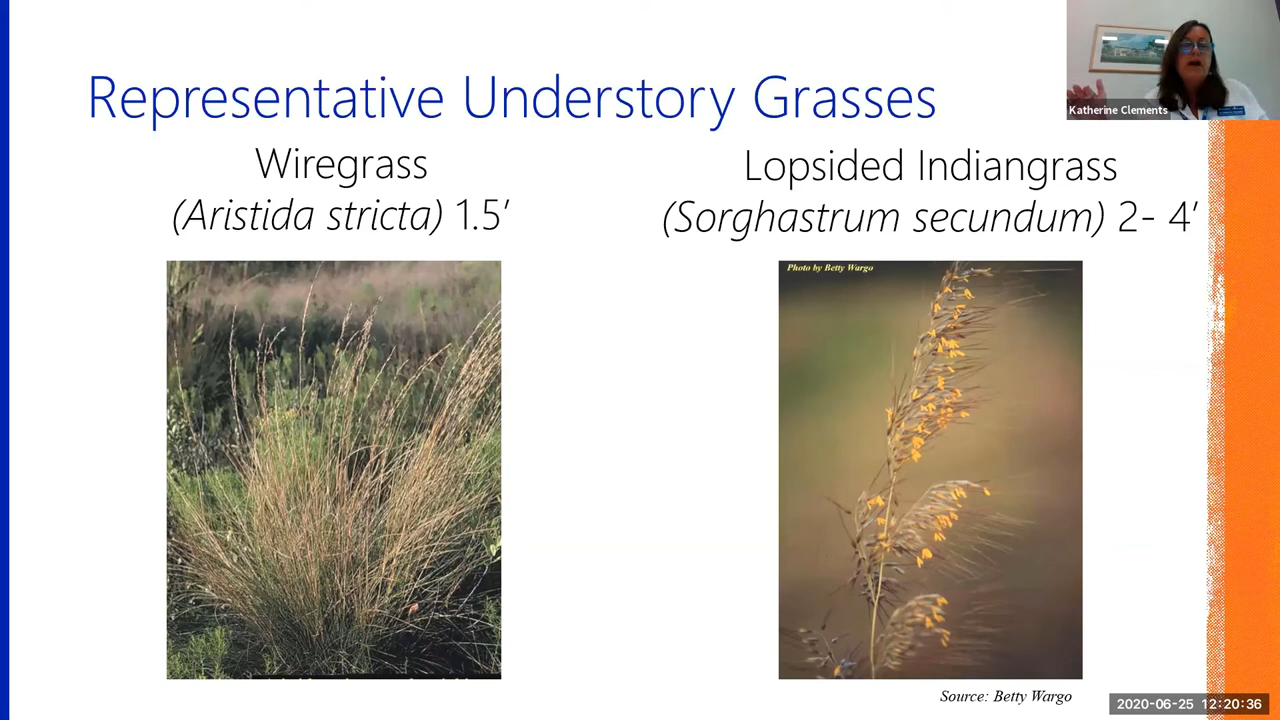 Representative Understory Grasses
Katherine Clements
Wiregrass
(Aristida stricta) 1.5’
Lopsided Indiangrass
(Sorghastrum secundum) 2- 4’
Photo by Betty Wargo
Source: Betty Wargo
2020-06-25 12:20:36